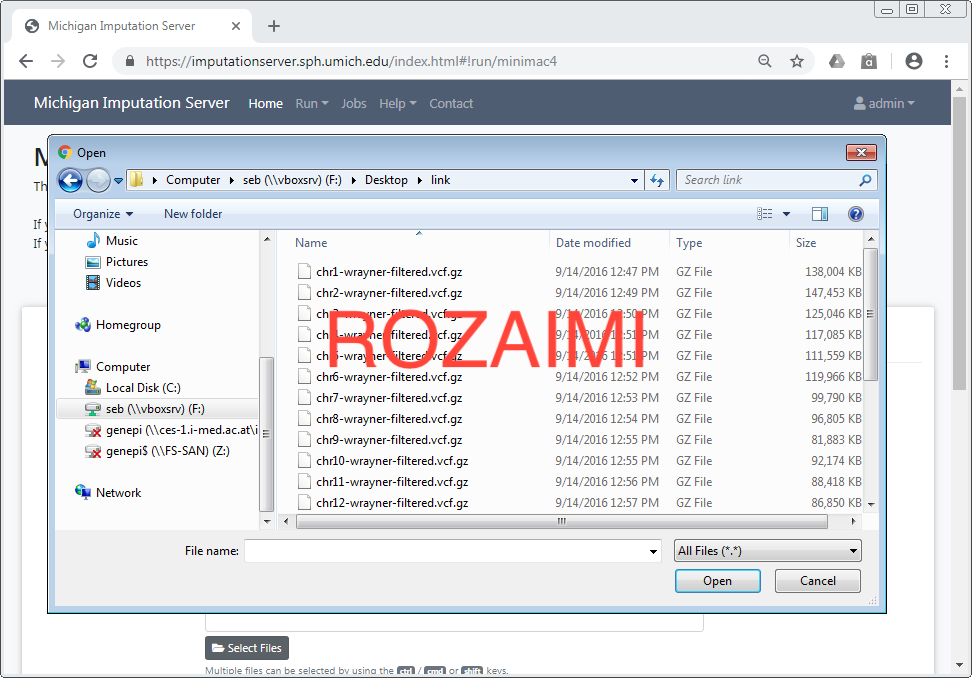 Michigan Imputation Server
https://imputationserver.sph.umich.edu/index.html#!run/minimac4
Michigan Imputation Server Home Run Jobs Help Contact admin
M
Th
If y
If y
Open
Computer seb (\\vboxsrv) (F:) Desktop link Search link
Organize New folder
Music
Pictures
Videos
Homegroup
Computer
Local Disk (C:)
seb (\\vboxsrv) (F:)
genepi (\\ces-1.i-med.ac.at\i
genepi$ (\\FS-SAN) (Z:)
Network
Name Date modified Type Size
chr1-wrayner-filtered.vcf.gz 9/14/2016 12:47 PM GZ File 138,004 KB
chr2-wrayner-filtered.vcf.gz 9/14/2016 12:49 PM GZ File 147,453 KB
chr3-wrayner-filtered.vcf.gz 9/14/2016 12:50 PM GZ File 125,046 KB
chr4-wrayner-filtered.vcf.gz 9/14/2016 12:51 PM GZ File 117,085 KB
chr5-wrayner-filtered.vcf.gz 9/14/2016 12:51 PM GZ File 111,559 KB
chr6-wrayner-filtered.vcf.gz 9/14/2016 12:52 PM GZ File 119,966 KB
chr7-wrayner-filtered.vcf.gz 9/14/2016 12:53 PM GZ File 99,790 KB
chr8-wrayner-filtered.vcf.gz 9/14/2016 12:54 PM GZ File 96,805 KB
chr9-wrayner-filtered.vcf.gz 9/14/2016 12:55 PM GZ File 81,883 KB
chr10-wrayner-filtered.vcf.gz 9/14/2016 12:55 PM GZ File 92,174 KB
chr11-wrayner-filtered.vcf.gz 9/14/2016 12:56 PM GZ File 88,418 KB
chr12-wrayner-filtered.vcf.gz 9/14/2016 12:57 PM GZ File 86,850 KB
ROZAIMI
File name: All Files (*.*)
Open Cancel
Select Files
Multiple files can be selected by using the ctrl / cmd or shift keys.